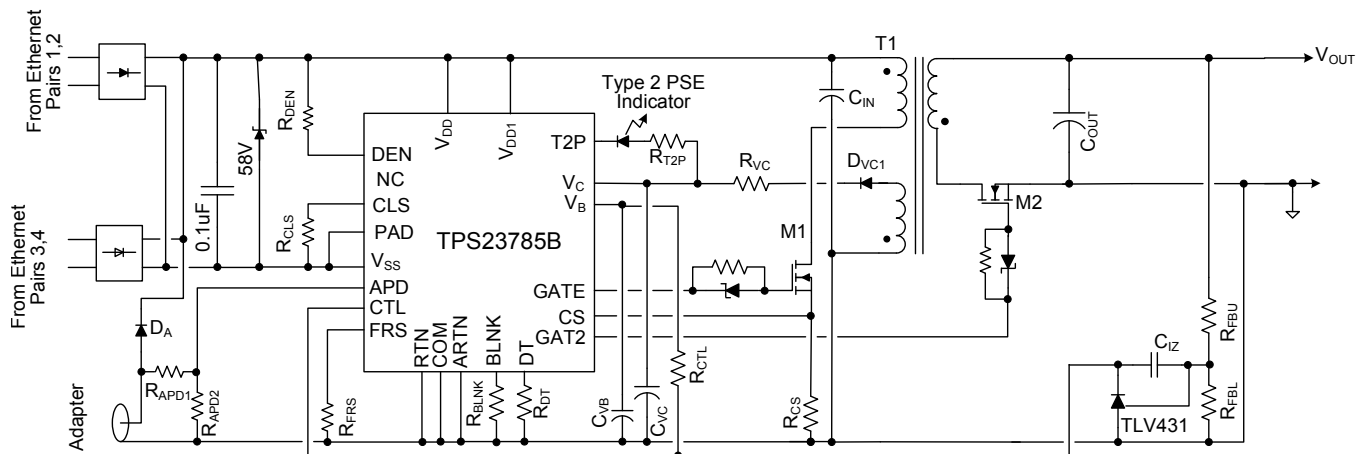 From Ethernet
Pairs 1,2
From Ethernet
Pairs 3,4
0.1uF
58V
RDEN
RCLS
DEN
NC
CLS
PAD
VSS
APD
CTL
FRS
VDD
VDD1
TPS23785B
T2P
VC
VB
GATE
CS
GAT2
RTN
COM
ARTN
BLNK
DT
Type 2 PSE
Indicator
RT2P
RVC
DVC1
CIN
T1
COUT
VOUT
M1
M2
DA
RAPD1
RAPD2
Adapter
RFRS
RBLNK
RDT
CVB
CVC
RCTL
RCS
RFBU
CIZ
RFBL
TLV431